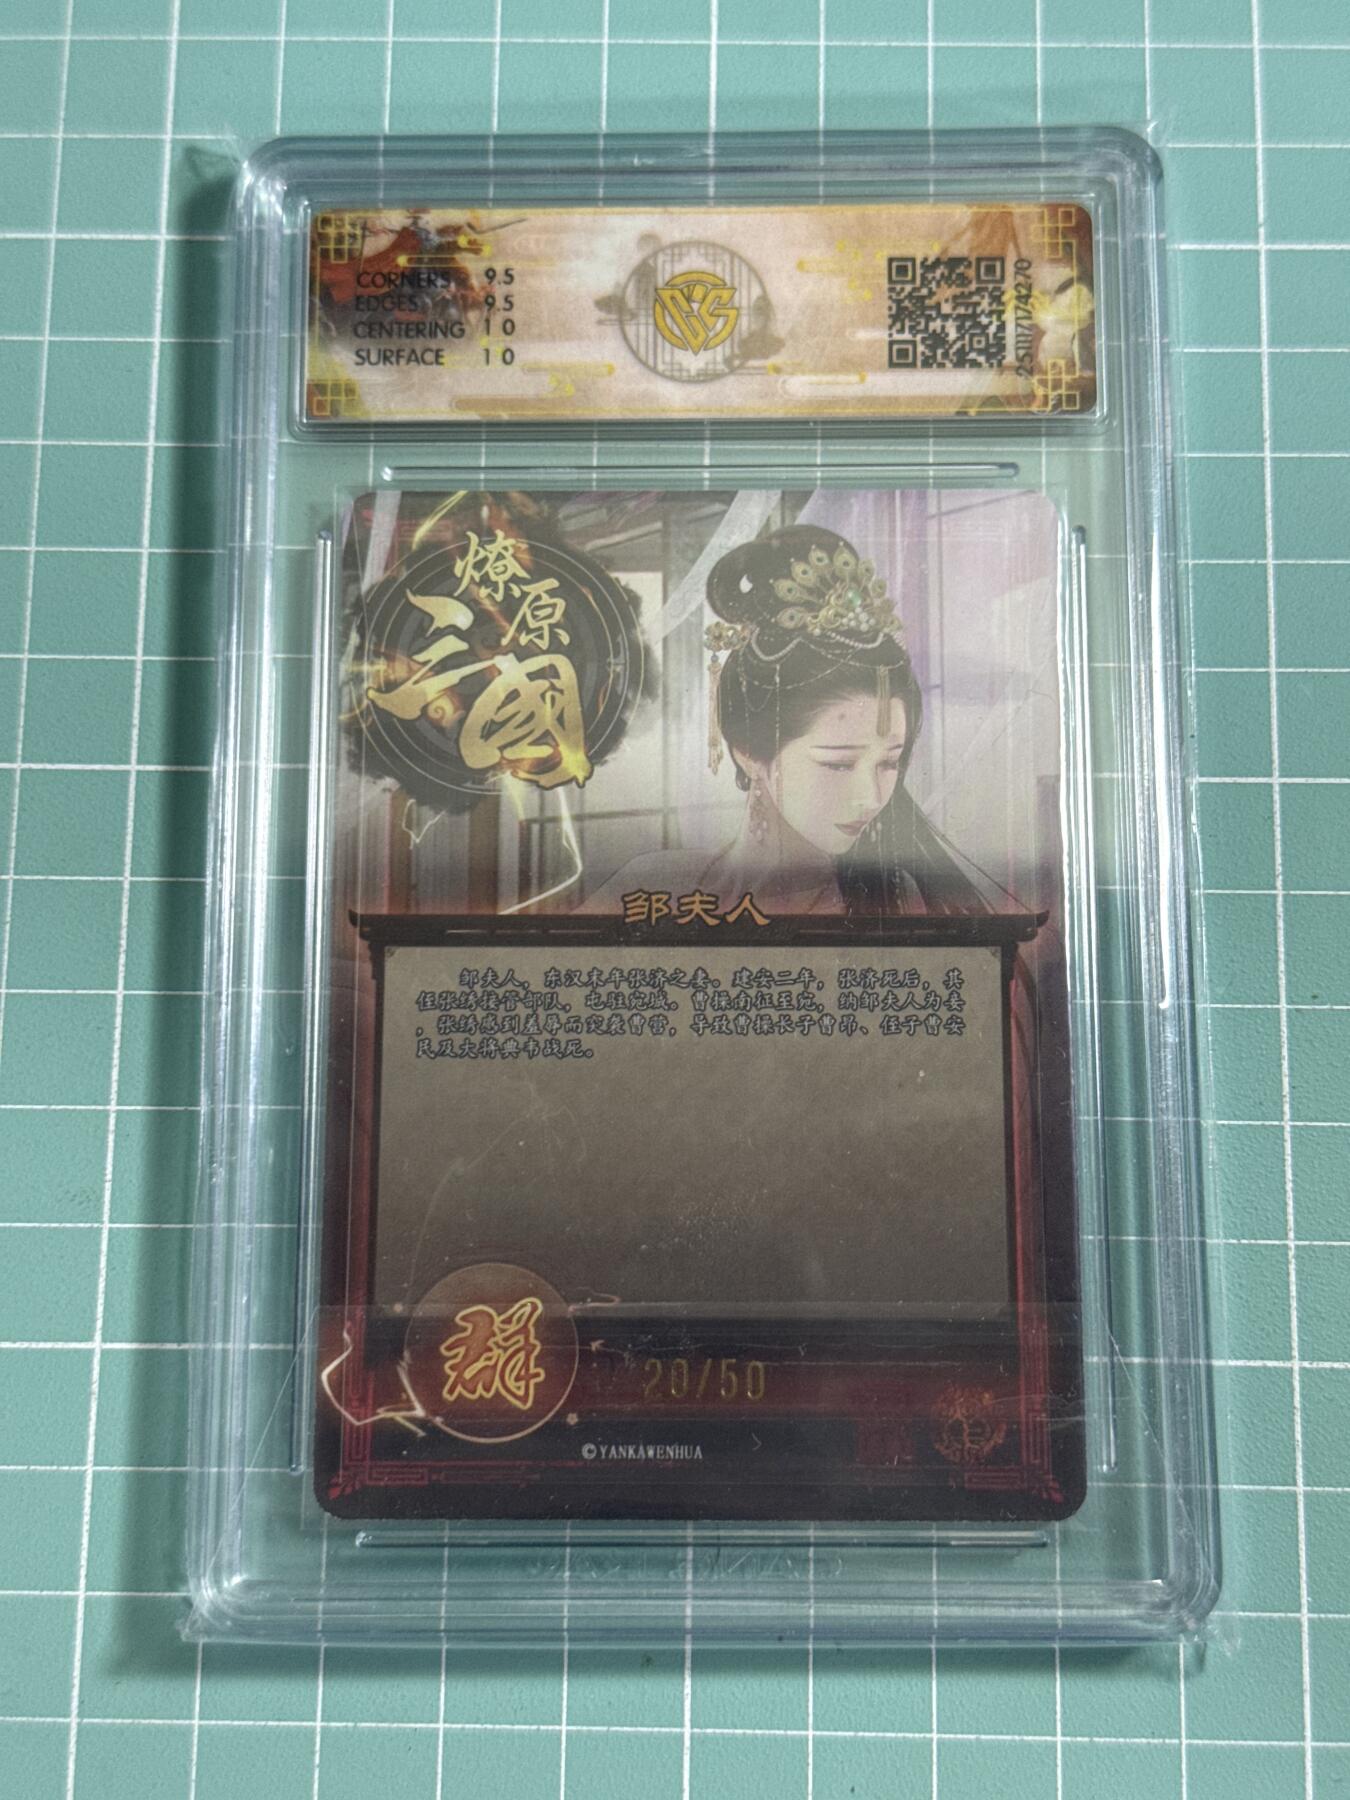 CORNERS 9.5
EDGES 9.5
CENTERING 10
SURFACE 10
燎原
三國
邹夫人
邹夫人，东汉末年张济之妻。建安二年，张济死后，其
侄张绣接管部队，屯驻宛城。曹操南征至宛，纳邹夫人为妾
，张绣感到羞辱而突袭曹营，导致曹操长子曹昂、侄子曹安
民及大将典韦战死。
群
20/50
©YANKAWENHUA